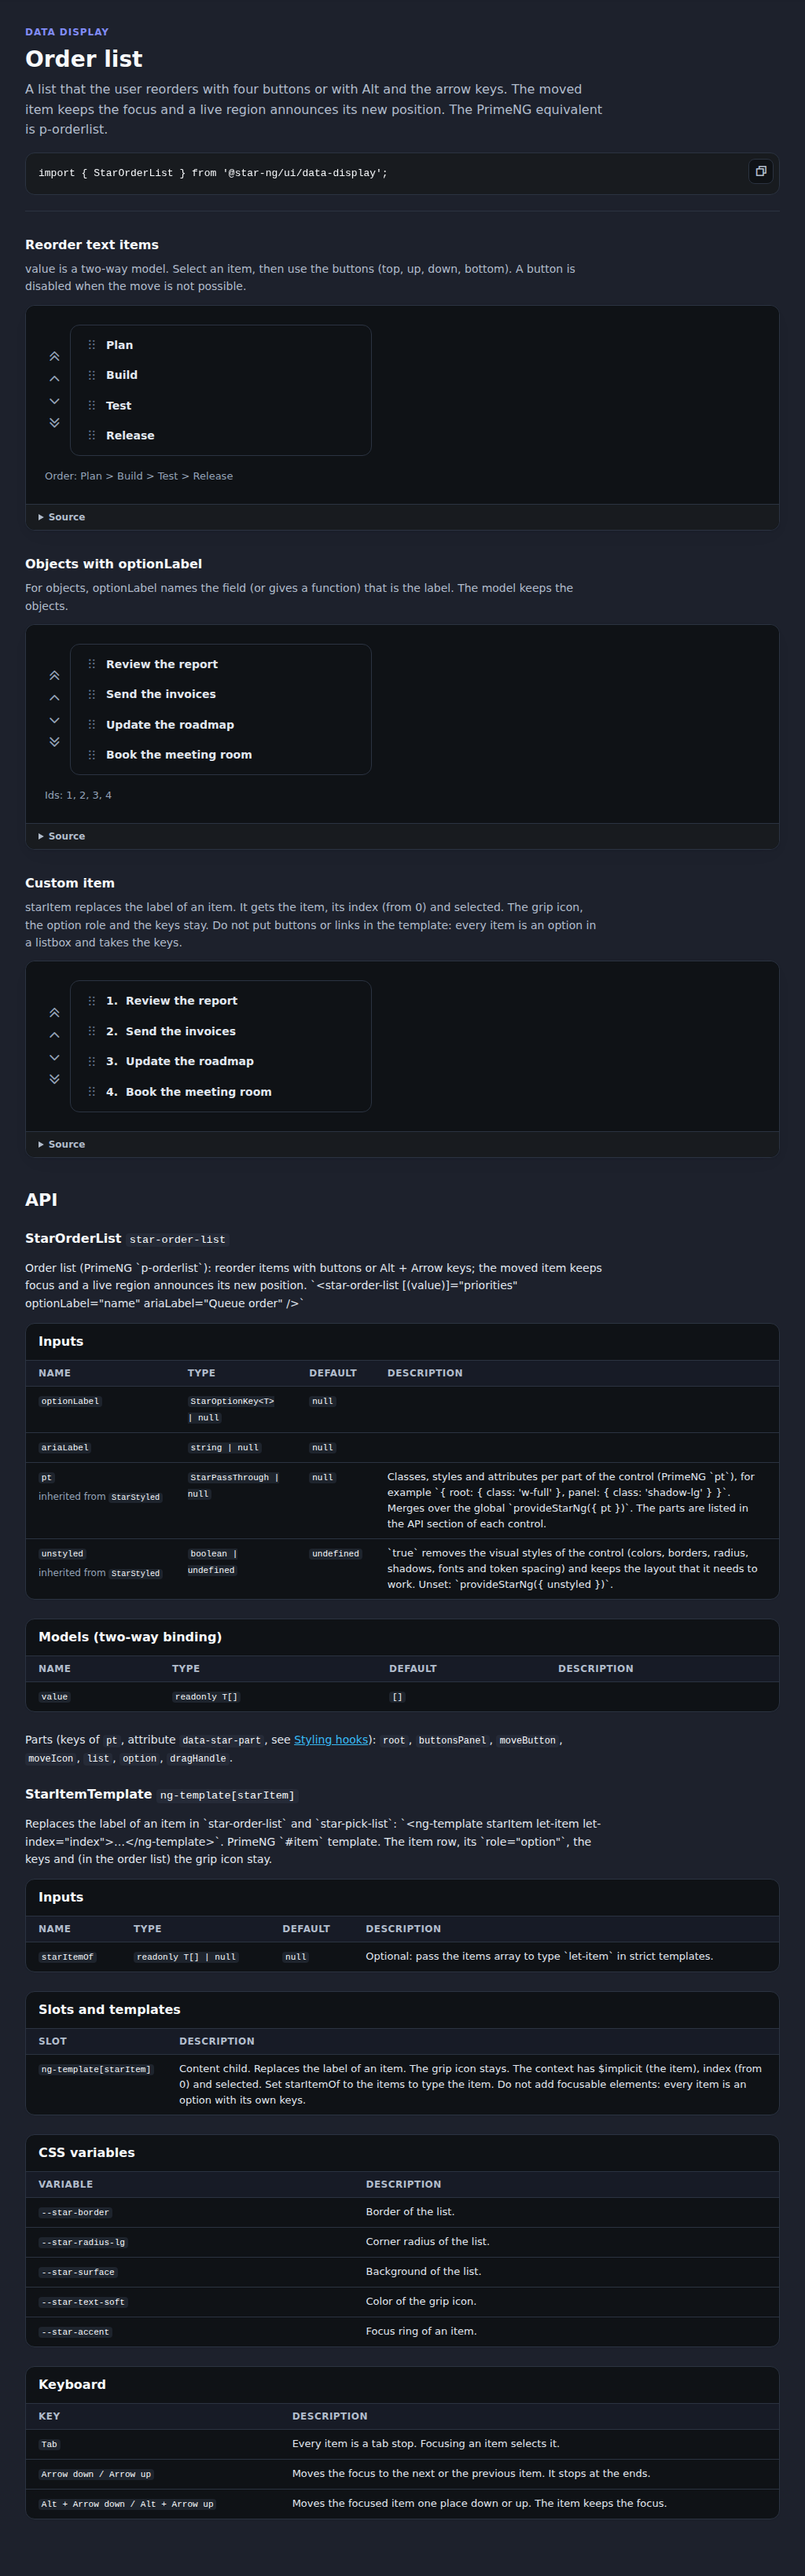 DATA DISPLAY
Order list
A list that the user reorders with four buttons or with Alt and the arrow keys. The moved
item keeps the focus and a live region announces its new position. The PrimeNG equivalent
is p-orderlist.
import { StarOrderList } from '@star-ng/ui/data-display';
Reorder text items
value is a two-way model. Select an item, then use the buttons (top, up, down, bottom). A button is
disabled when the move is not possible.
Plan
Build
Test
Release
Order: Plan > Build > Test > Release
Source
Objects with optionLabel
For objects, optionLabel names the field (or gives a function) that is the label. The model keeps the
objects.
Review the report
Send the invoices
Update the roadmap
Book the meeting room
Ids: 1, 2, 3, 4
Source
Custom item
starItem replaces the label of an item. It gets the item, its index (from 0) and selected. The grip icon,
the option role and the keys stay. Do not put buttons or links in the template: every item is an option in
a listbox and takes the keys.
1. Review the report
2. Send the invoices
3. Update the roadmap
4. Book the meeting room
Source
API
StarOrderList star-order-list
Order list (PrimeNG `p-orderlist`): reorder items with buttons or Alt + Arrow keys; the moved item keeps
focus and a live region announces its new position. `<star-order-list [(value)]="priorities"
optionLabel="name" ariaLabel="Queue order" />`
Inputs
NAME TYPE DEFAULT DESCRIPTION
optionLabel StarOptionKey<T> null
| null
ariaLabel string | null null
pt StarPassThrough | null Classes, styles and attributes per part of the control (PrimeNG `pt`), for
inherited from StarStyled null example `{ root: { class: 'w-full' }, panel: { class: 'shadow-lg' } }`.
Merges over the global `provideStarNg({ pt })`. The parts are listed in
the API section of each control.
unstyled boolean | undefined `true` removes the visual styles of the control (colors, borders, radius,
inherited from StarStyled undefined shadows, fonts and token spacing) and keeps the layout that it needs to
work. Unset: `provideStarNg({ unstyled })`.
Models (two-way binding)
NAME TYPE DEFAULT DESCRIPTION
value readonly T[] []
Parts (keys of pt, attribute data-star-part, see Styling hooks): root, buttonsPanel, moveButton,
moveIcon, list, option, dragHandle.
StarItemTemplate ng-template[starItem]
Replaces the label of an item in `star-order-list` and `star-pick-list`: `<ng-template starItem let-item let-
index="index">…</ng-template>`. PrimeNG `#item` template. The item row, its `role="option"`, the
keys and (in the order list) the grip icon stay.
Inputs
NAME TYPE DEFAULT DESCRIPTION
starItemOf readonly T[] | null null Optional: pass the items array to type `let-item` in strict templates.
Slots and templates
SLOT DESCRIPTION
ng-template[starItem] Content child. Replaces the label of an item. The grip icon stays. The context has $implicit (the item), index (from
0) and selected. Set starItemOf to the items to type the item. Do not add focusable elements: every item is an
option with its own keys.
CSS variables
VARIABLE DESCRIPTION
--star-border Border of the list.
--star-radius-lg Corner radius of the list.
--star-surface Background of the list.
--star-text-soft Color of the grip icon.
--star-accent Focus ring of an item.
Keyboard
KEY DESCRIPTION
Tab Every item is a tab stop. Focusing an item selects it.
Arrow down / Arrow up Moves the focus to the next or the previous item. It stops at the ends.
Alt + Arrow down / Alt + Arrow up Moves the focused item one place down or up. The item keeps the focus.